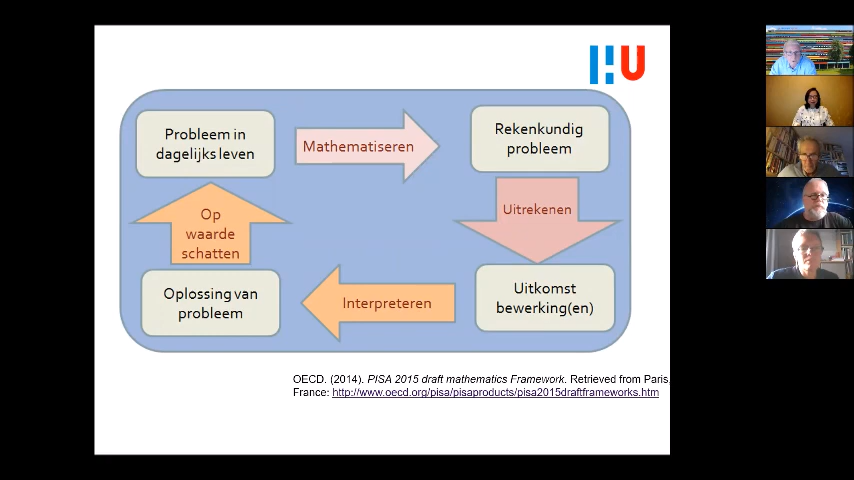 HU
Probleem in
dagelijks leven
Mathematiseren
Rekenkundig
probleem
Uitrekenen
Uitkomst
bewerking(en)
Interpreteren
Oplossing van
probleem
Op
waarde
schatten
OECD. (2014). PISA 2015 draft mathematics Framework. Retrieved from Paris,
France: http://www.oecd.org/pisa/pisaproducts/pisa2015draftframeworks.htm